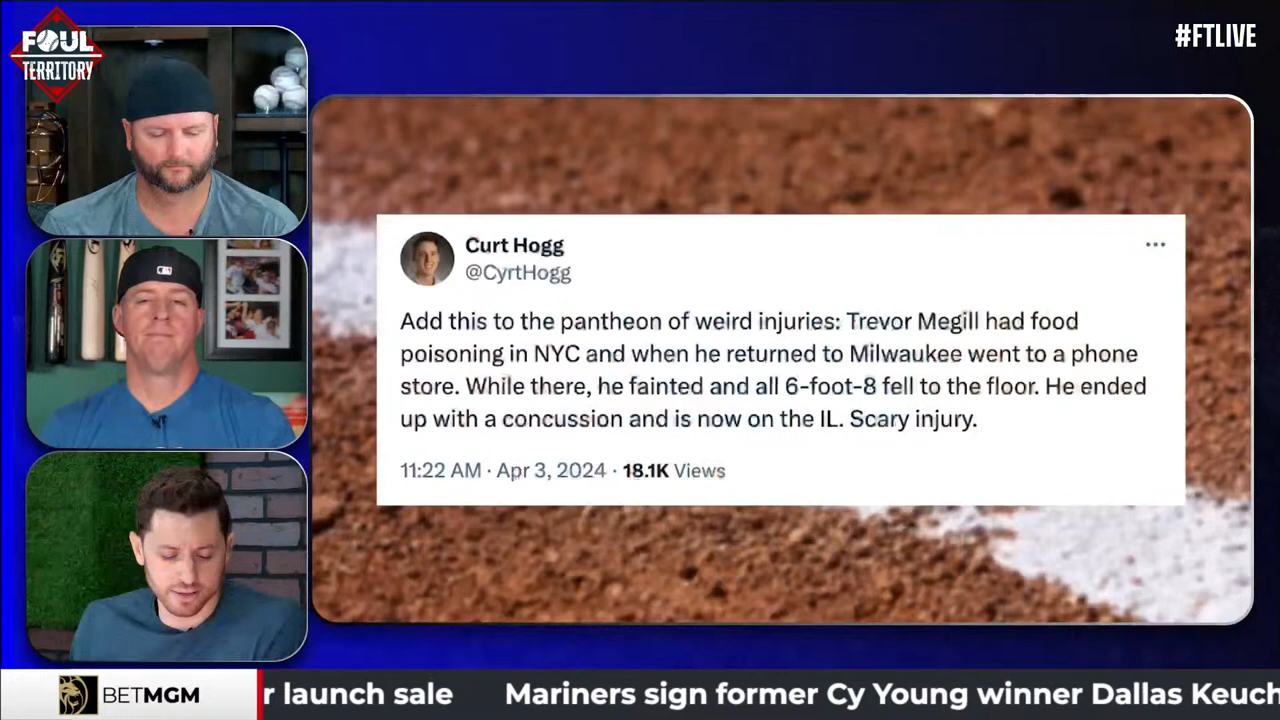 FOUL
TERRITORY
#FTLIVE
Curt Hogg
@CyrtHogg
Add this to the pantheon of weird injuries: Trevor Megill had food
poisoning in NYC and when he returned to Milwaukee went to a phone
store. While there, he fainted and all 6-foot-8 fell to the floor. He ended
up with a concussion and is now on the IL. Scary injury.
11:22 AM · Apr 3, 2024 · 18.1K Views
BETMGM
r launch sale Mariners sign former Cy Young winner Dallas Keuch